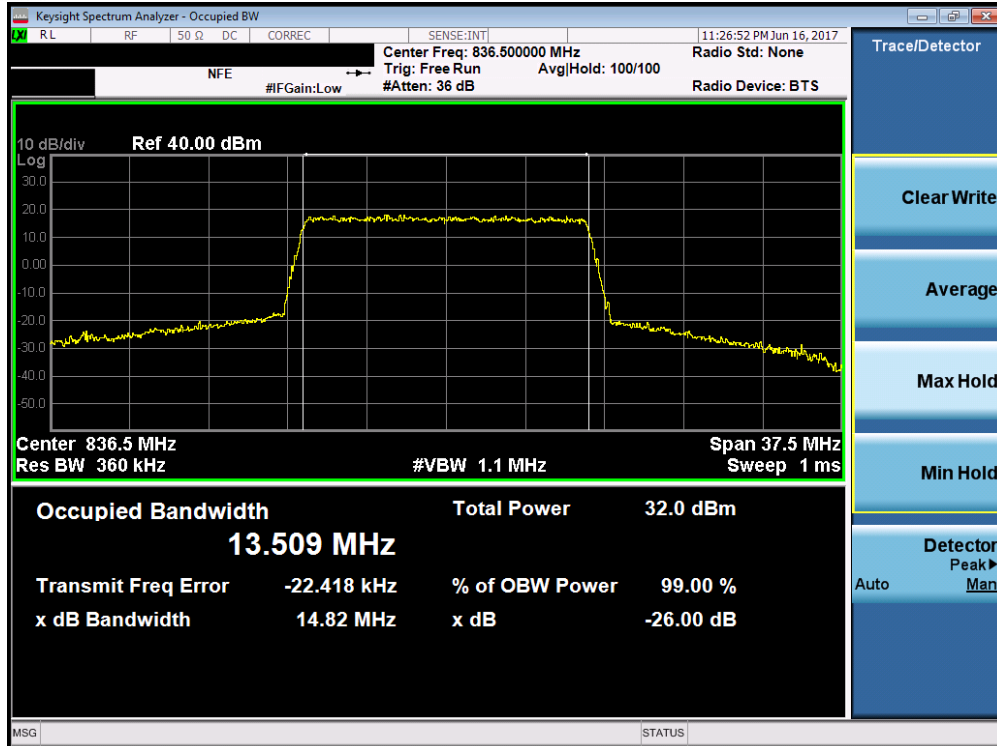 Keysight Spectrum Analyzer - Occupied BW
LXI RL RF 50 Ω DC CORREC SENSE:INT 11:26:52 PM Jun 16, 2017
Center Freq: 836.500000 MHz Radio Std: None
NFE Trig: Free Run Avg|Hold: 100/100
#IFGain:Low #Atten: 36 dB Radio Device: BTS
10 dB/div Ref 40.00 dBm
Log
30.0
20.0
10.0
0.00
-10.0
-20.0
-30.0
-40.0
-50.0
Center 836.5 MHz Span 37.5 MHz
Res BW 360 kHz #VBW 1.1 MHz Sweep 1 ms
Occupied Bandwidth Total Power 32.0 dBm
13.509 MHz
Transmit Freq Error -22.418 kHz % of OBW Power 99.00 %
x dB Bandwidth 14.82 MHz x dB -26.00 dB
MSG STATUS
Trace/Detector
Clear Write
Average
Max Hold
Min Hold
Detector
Peak▶
Auto Man